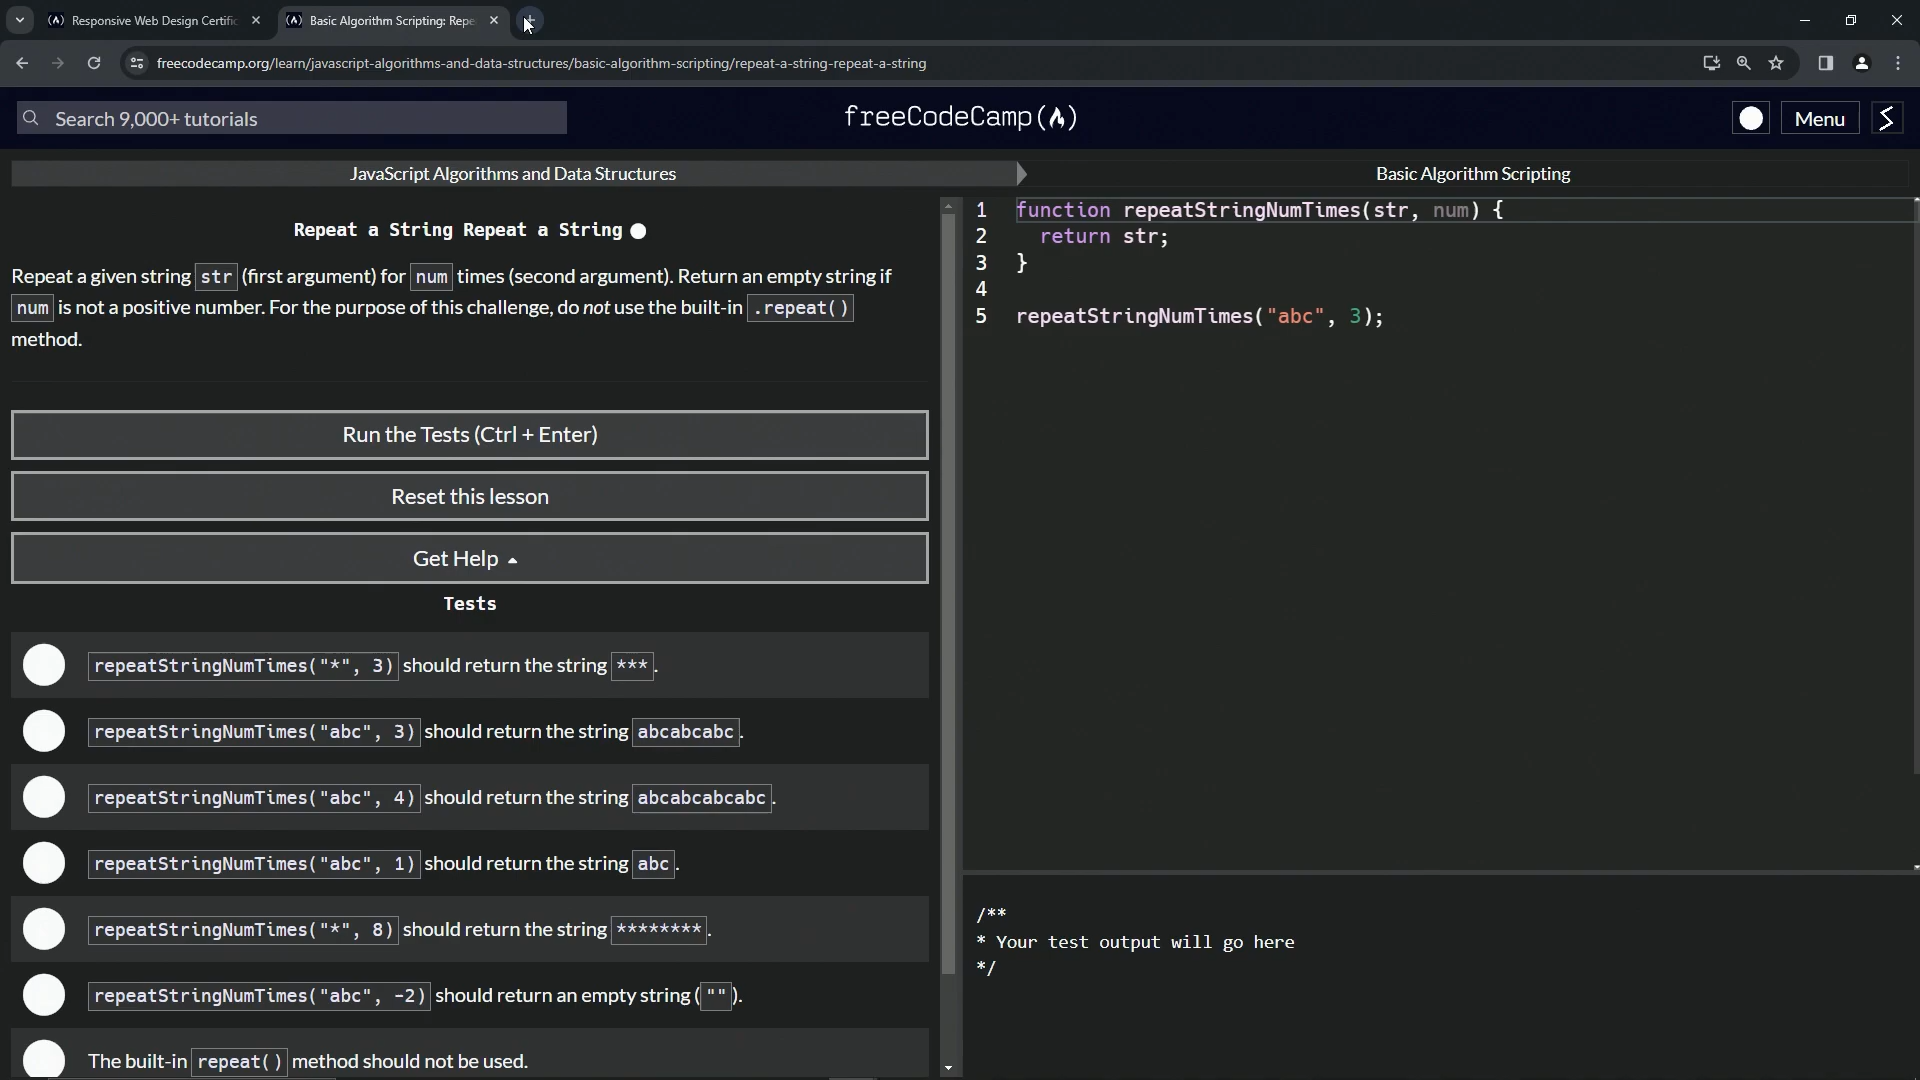 Responsive Web Design Certific
Basic Algorithm Scripting: Repe
freecodecamp.org/learn/javascript-algorithms-and-data-structures/basic-algorithm-scripting/repeat-a-string-repeat-a-string
Search 9,000+ tutorials
freeCodeCamp
Menu
JavaScript Algorithms and Data Structures
Basic Algorithm Scripting
Repeat a String Repeat a String
Repeat a given string str (first argument) for num times (second argument). Return an empty string if
num is not a positive number. For the purpose of this challenge, do not use the built-in .repeat()
method.
Run the Tests (Ctrl + Enter)
Reset this lesson
Get Help
Tests
repeatStringNumTimes("*", 3) should return the string ***.
repeatStringNumTimes("abc", 3) should return the string abcabcabc.
repeatStringNumTimes("abc", 4) should return the string abcabcabcabc.
repeatStringNumTimes("abc", 1) should return the string abc.
repeatStringNumTimes("*", 8) should return the string ********.
repeatStringNumTimes("abc", -2) should return an empty string ("").
The built-in repeat() method should not be used.
1 function repeatStringNumTimes(str, num) {
2 return str;
3 }
4
5 repeatStringNumTimes("abc", 3);
/**
* Your test output will go here
*/